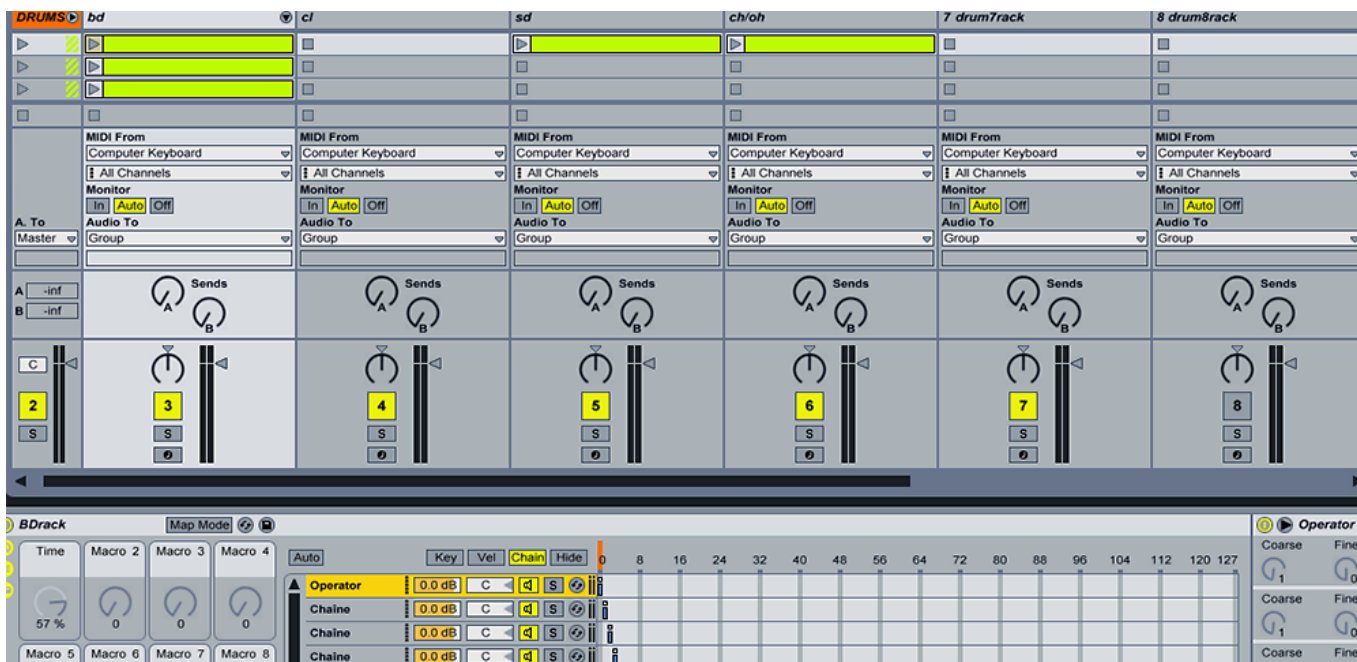 DRUMS bd cl sd ch/oh 7 drum7rack 8 drum8rack
MIDI From MIDI From MIDI From MIDI From MIDI From MIDI From
Computer Keyboard Computer Keyboard Computer Keyboard Computer Keyboard Computer Keyboard Computer Keyboard
All Channels All Channels All Channels All Channels All Channels All Channels
Monitor Monitor Monitor Monitor Monitor Monitor
In Auto Off In Auto Off In Auto Off In Auto Off In Auto Off In Auto Off
A. To Audio To Audio To Audio To Audio To Audio To Audio To
Master Group Group Group Group Group Group
Sends Sends Sends Sends Sends Sends
A -inf A A A A A A
B -inf B B B B B B
C
2 3 4 5 6 7 8
S S S S S S S
BDrack Map Mode Operator
Time Macro 2 Macro 3 Macro 4 Auto Key Vel Chain Hide 0 8 16 24 32 40 48 56 64 72 80 88 96 104 112 120 127 Coarse Fine
Operator 0.0 dB C S 1 0
57 % 0 0 0 Chaîne 0.0 dB C S Coarse Fine
Chaîne 0.0 dB C S 1 0
Macro 5 Macro 6 Macro 7 Macro 8 Chaîne 0.0 dB C S Coarse Fine